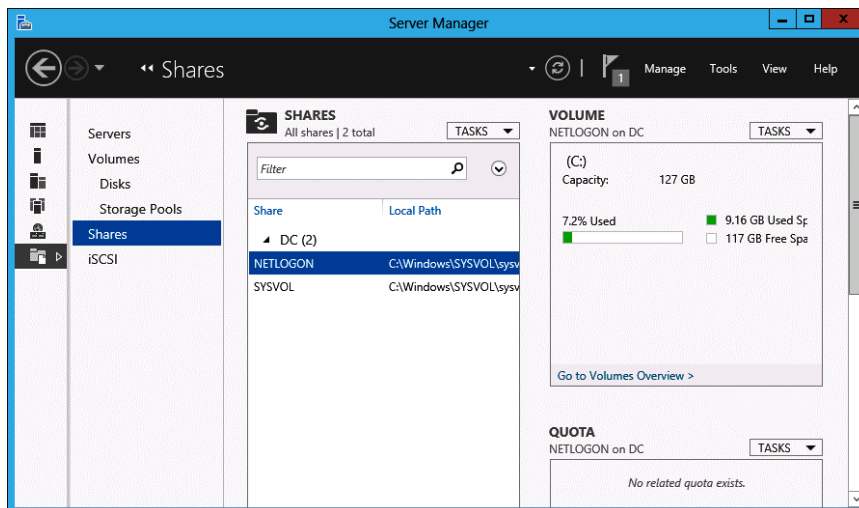 Server Manager
Shares
1
Manage
Tools
View
Help
Servers
Volumes
Disks
Storage Pools
Shares
iSCSI
SHARES
All shares | 2 total
TASKS
Filter
Share
Local Path
DC (2)
NETLOGON
C:\Windows\SYSVOL\sysv
SYSVOL
C:\Windows\SYSVOL\sysv
VOLUME
NETLOGON on DC
TASKS
(C:)
Capacity:
127 GB
7.2% Used
9.16 GB Used Sp
117 GB Free Spa
Go to Volumes Overview >
QUOTA
NETLOGON on DC
TASKS
No related quota exists.